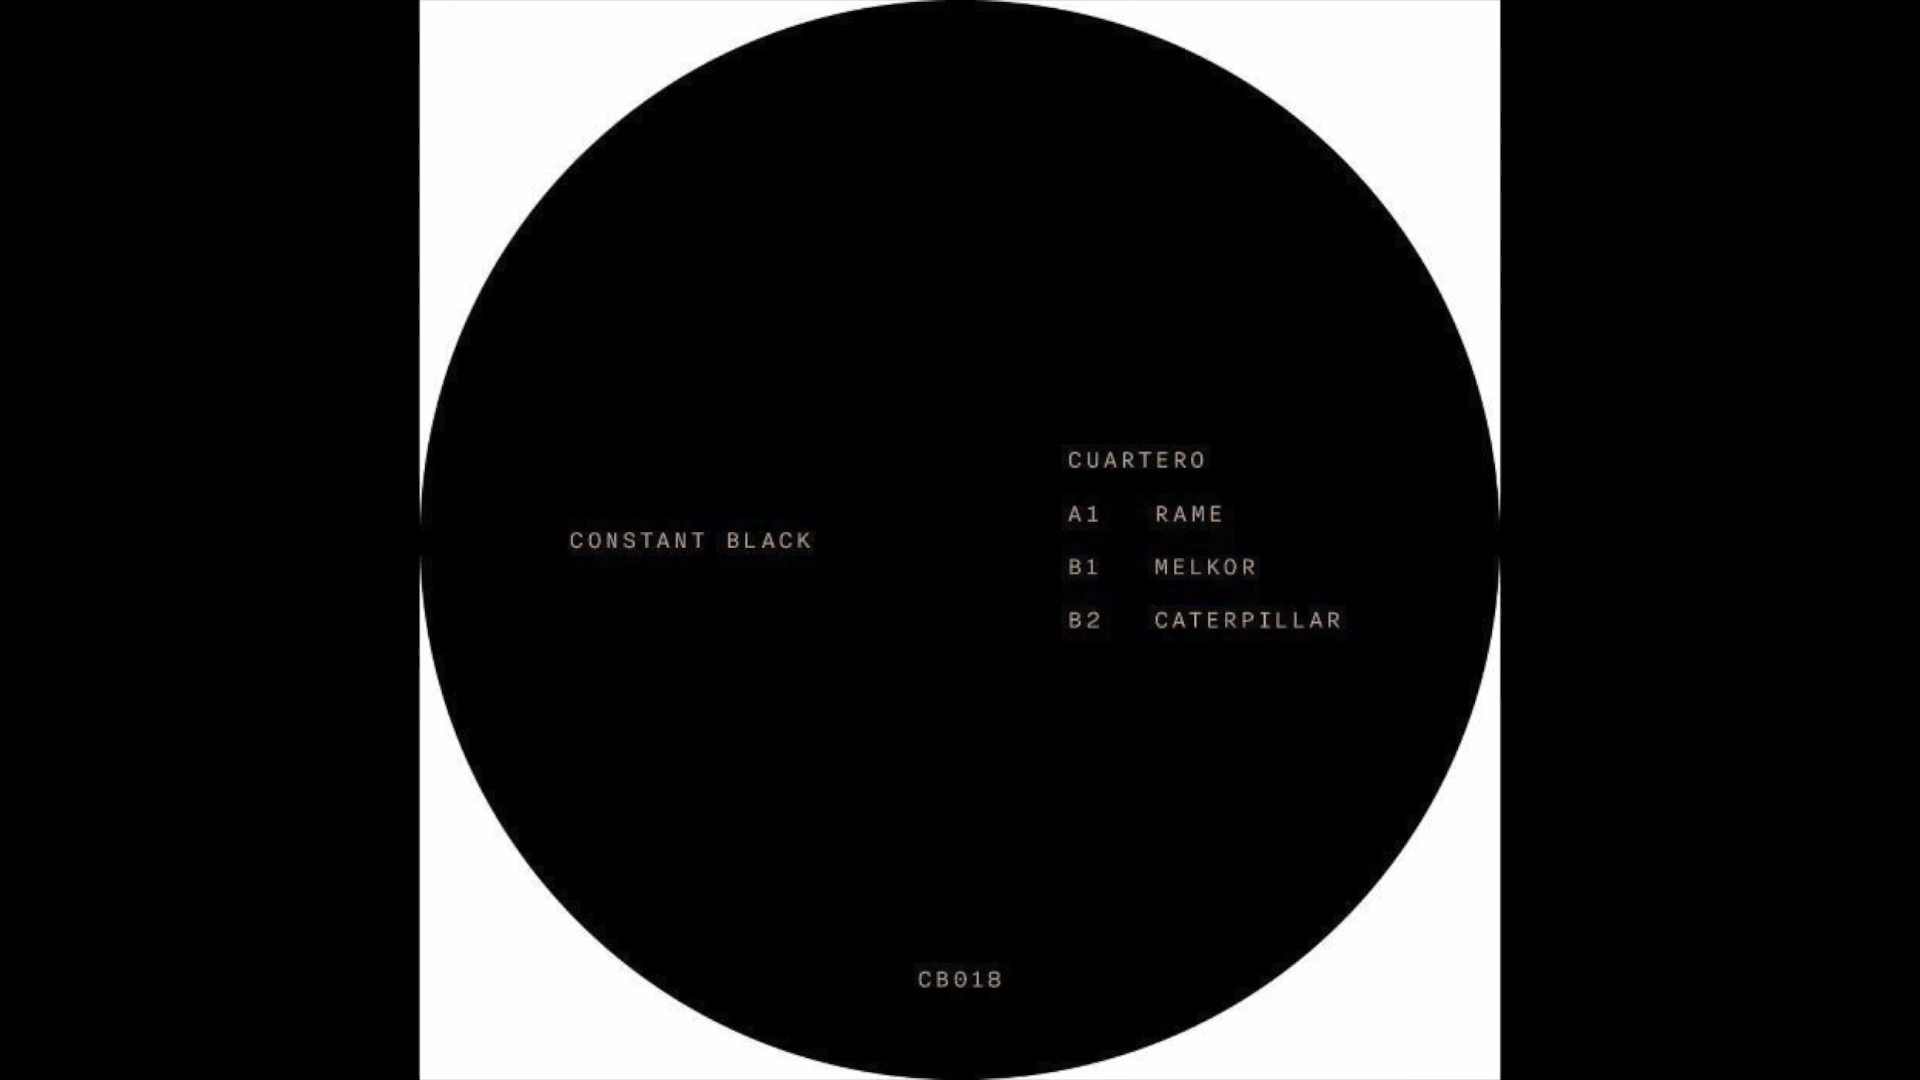 CONSTANT BLACK
CUARTERO
A1 RAME
B1 MELKOR
B2 CATERPILLAR
CB018